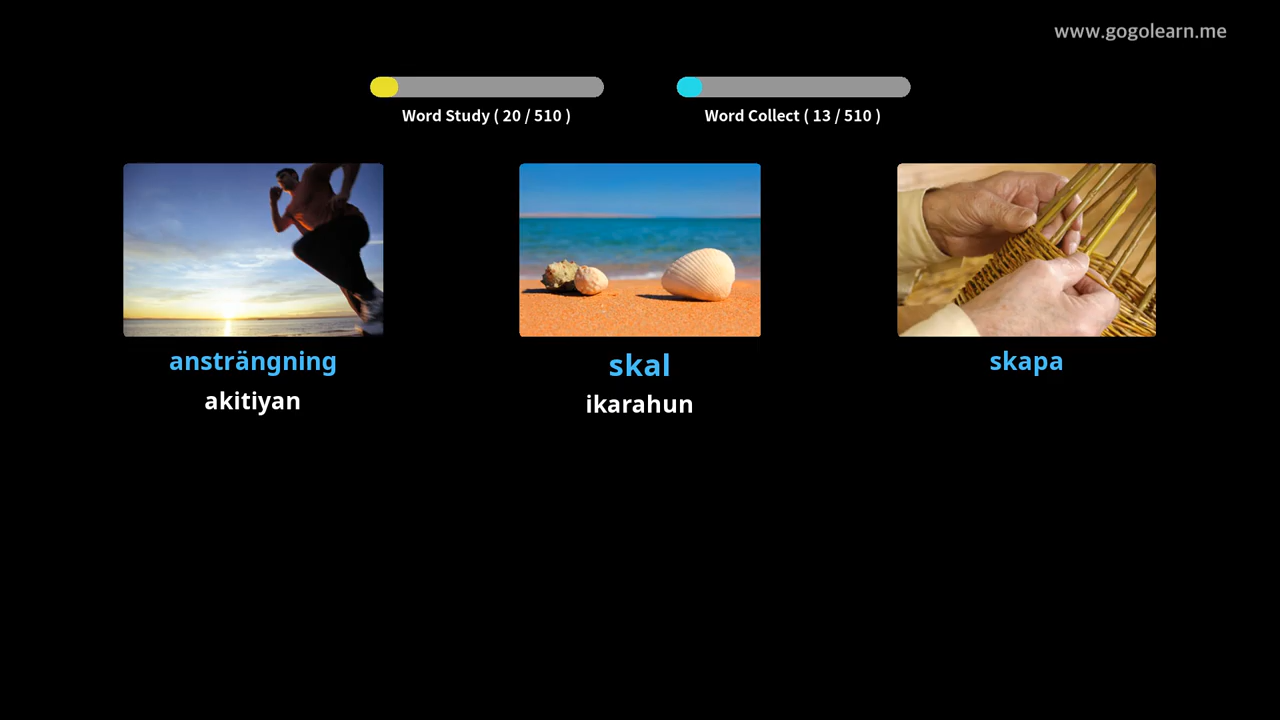 www.gogolearn.me
Word Study ( 20 / 510 )
Word Collect ( 13 / 510 )
ansträngning
akitiyan
skal
ikarahun
skapa